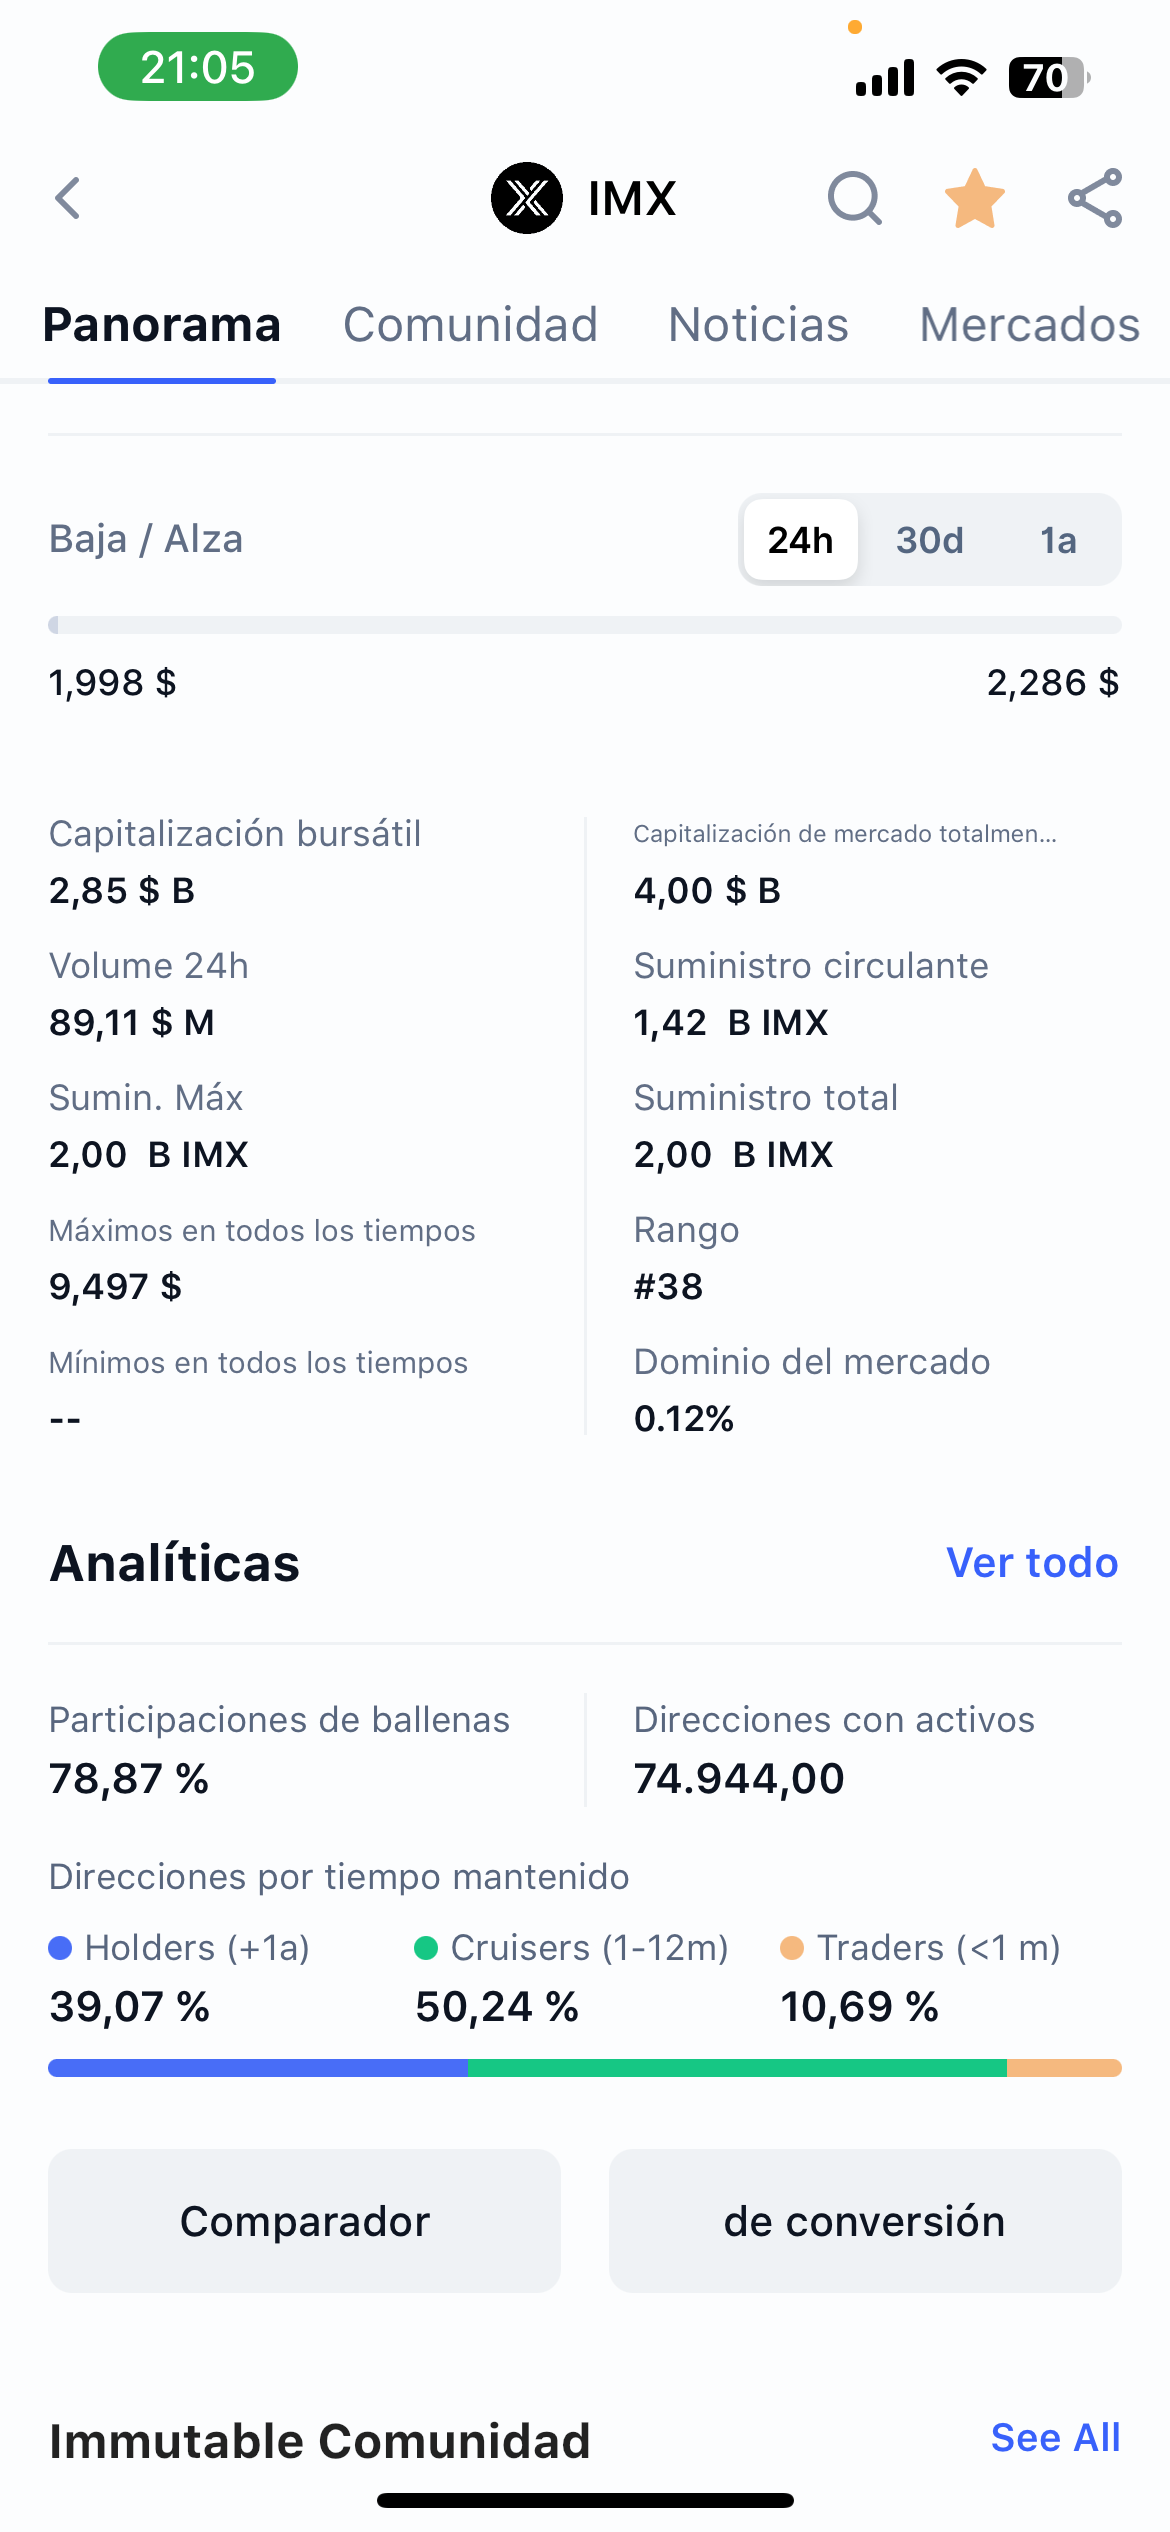 21:05
70
IMX
Panorama Comunidad Noticias Mercados
Baja / Alza
24h 30d 1a
1,998 $ 2,286 $
Capitalización bursátil
2,85 $ B
Capitalización de mercado totalmen...
4,00 $ B
Volume 24h
89,11 $ M
Suministro circulante
1,42 B IMX
Sumin. Máx
2,00 B IMX
Suministro total
2,00 B IMX
Máximos en todos los tiempos
9,497 $
Rango
#38
Mínimos en todos los tiempos
--
Dominio del mercado
0.12%
Analíticas Ver todo
Participaciones de ballenas
78,87 %
Direcciones con activos
74.944,00
Direcciones por tiempo mantenido
Holders (+1a) Cruisers (1-12m) Traders (<1 m)
39,07 % 50,24 % 10,69 %
Comparador de conversión
Immutable Comunidad See All